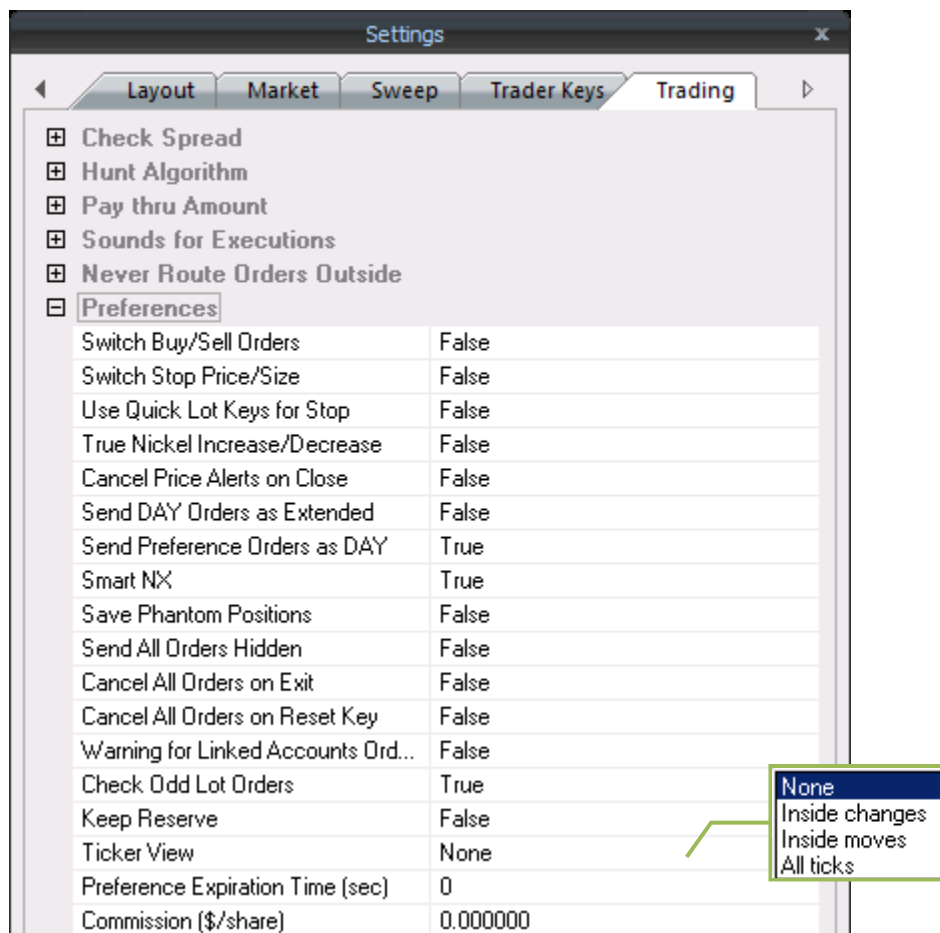 Settings x
Layout Market Sweep Trader Keys Trading
Check Spread
Hunt Algorithm
Pay thru Amount
Sounds for Executions
Never Route Orders Outside
Preferences
Switch Buy/Sell Orders False
Switch Stop Price/Size False
Use Quick Lot Keys for Stop False
True Nickel Increase/Decrease False
Cancel Price Alerts on Close False
Send DAY Orders as Extended False
Send Preference Orders as DAY True
Smart NX True
Save Phantom Positions False
Send All Orders Hidden False
Cancel All Orders on Exit False
Cancel All Orders on Reset Key False
Warning for Linked Accounts Ord... False
Check Odd Lot Orders True
Keep Reserve False
Ticker View None
Preference Expiration Time (sec) 0
Commission ($/share) 0.000000
None
Inside changes
Inside moves
All ticks